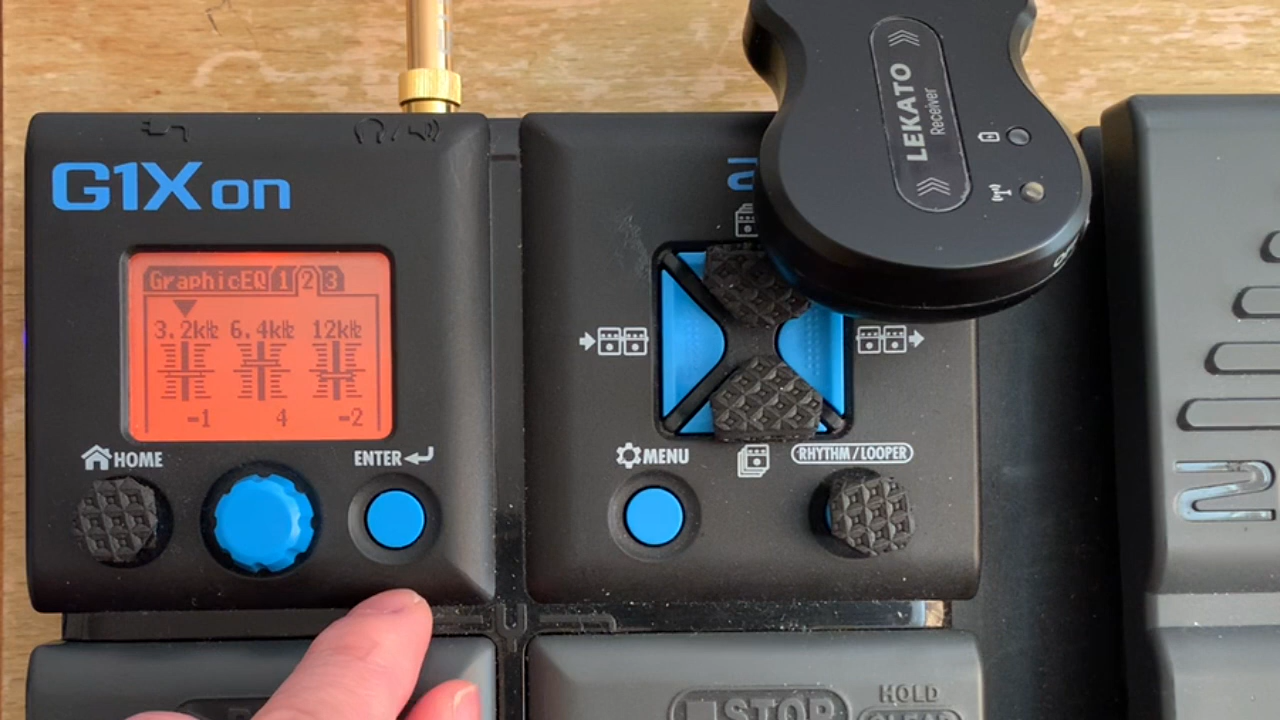 LEKATO
Receiver
G1X on
GraphicEQ 1 2 3
3.2kHz 6.4kHz 12kHz
-1 4 -2
HOME
ENTER
MENU
RHYTHM/LOOPER
STOP
HOLD